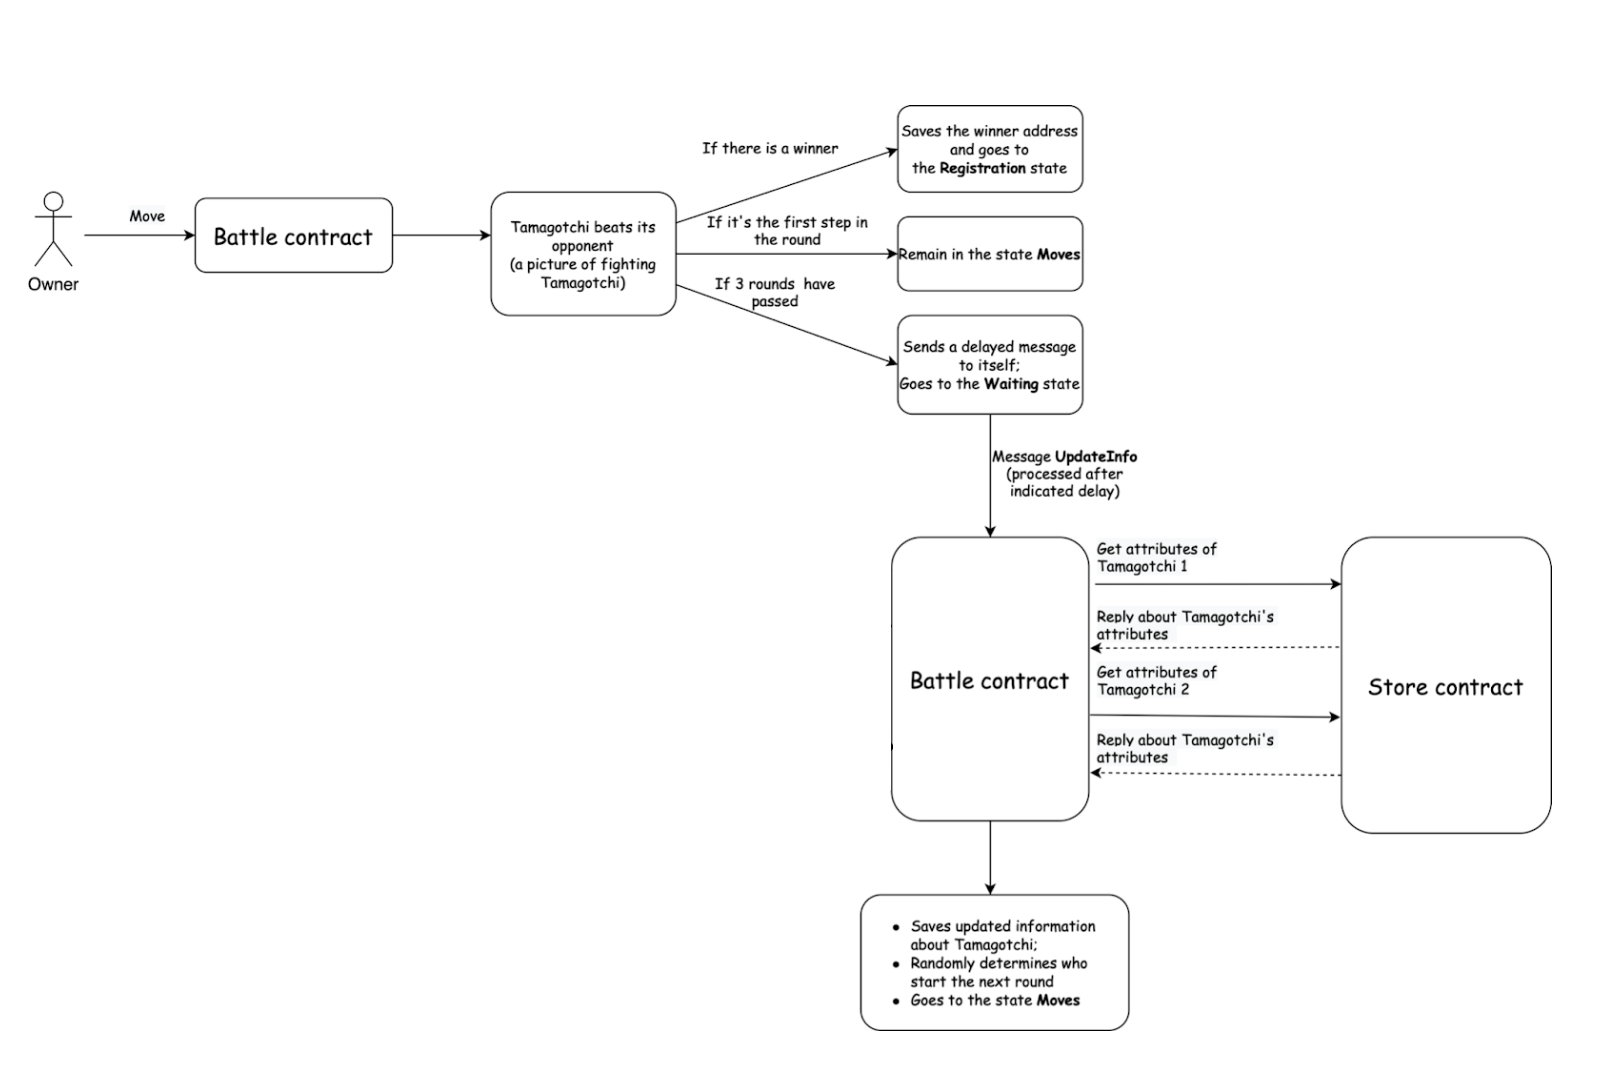 Owner
Move
Battle contract
Tamagotchi beats its
opponent
(a picture of fighting
Tamagotchi)
If there is a winner
If it's the first step in
the round
If 3 rounds have
passed
Saves the winner address
and goes to
the Registration state
Remain in the state Moves
Sends a delayed message
to itself;
Goes to the Waiting state
Message UpdateInfo
(processed after
indicated delay)
Battle contract
Get attributes of
Tamagotchi 1
Reply about Tamagotchi's
attributes
Get attributes of
Tamagotchi 2
Reply about Tamagotchi's
attributes
Store contract
• Saves updated information
about Tamagotchi;
• Randomly determines who
start the next round
• Goes to the state Moves